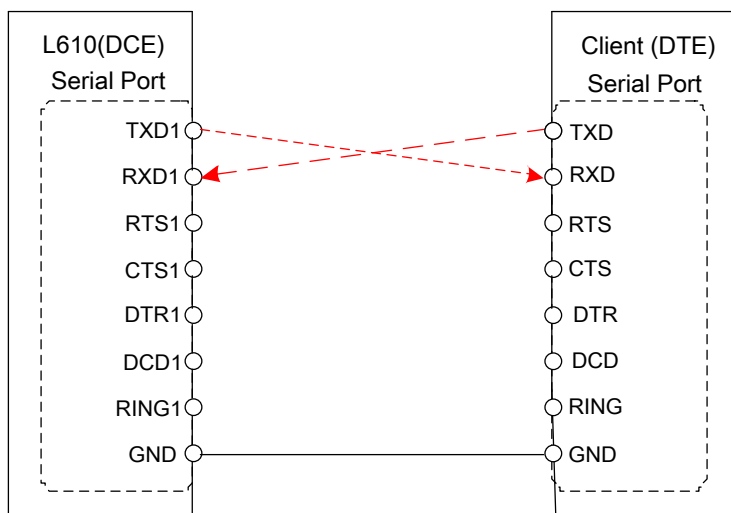 L610(DCE)
Serial Port
TXD1
RXD1
RTS1
CTS1
DTR1
DCD1
RING1
GND
Client (DTE)
Serial Port
TXD
RXD
RTS
CTS
DTR
DCD
RING
GND